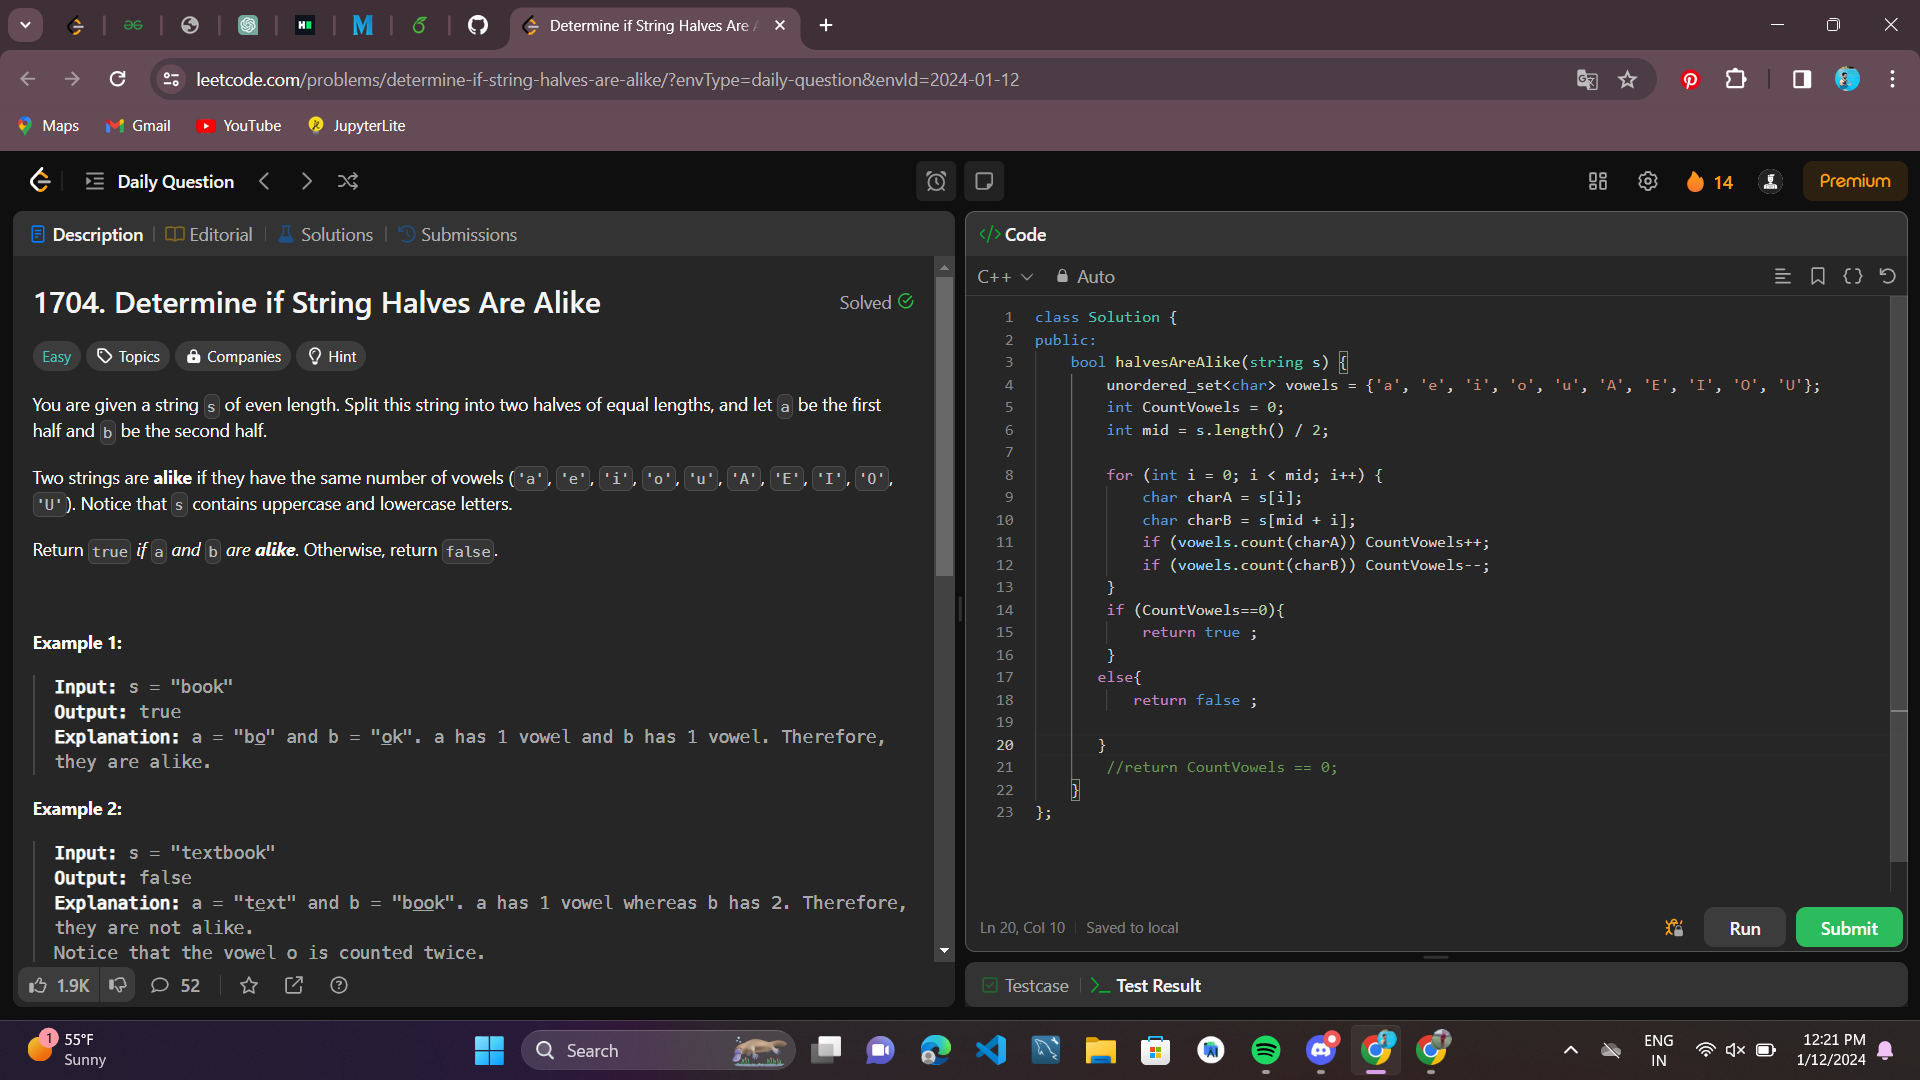 Determine if String Halves Are A
leetcode.com/problems/determine-if-string-halves-are-alike/?envType=daily-question&envId=2024-01-12
Maps
Gmail
YouTube
JupyterLite
Daily Question
14
Premium
Description
Editorial
Solutions
Submissions
1704. Determine if String Halves Are Alike
Solved
Easy
Topics
Companies
Hint
You are given a string s of even length. Split this string into two halves of equal lengths, and let a be the first
half and b be the second half.
Two strings are alike if they have the same number of vowels ('a', 'e', 'i', 'o', 'u', 'A', 'E', 'I', 'O',
'U'). Notice that s contains uppercase and lowercase letters.
Return true if a and b are alike. Otherwise, return false.
Example 1:
Input: s = "book"
Output: true
Explanation: a = "bo" and b = "ok". a has 1 vowel and b has 1 vowel. Therefore,
they are alike.
Example 2:
Input: s = "textbook"
Output: false
Explanation: a = "text" and b = "book". a has 1 vowel whereas b has 2. Therefore,
they are not alike.
Notice that the vowel o is counted twice.
1.9K
52
</> Code
C++
Auto
1 class Solution {
2 public:
3 bool halvesAreAlike(string s) {
4 unordered_set<char> vowels = {'a', 'e', 'i', 'o', 'u', 'A', 'E', 'I', 'O', 'U'};
5 int CountVowels = 0;
6 int mid = s.length() / 2;
7
8 for (int i = 0; i < mid; i++) {
9 char charA = s[i];
10 char charB = s[mid + i];
11 if (vowels.count(charA)) CountVowels++;
12 if (vowels.count(charB)) CountVowels--;
13 }
14 if (CountVowels==0){
15 return true ;
16 }
17 else{
18 return false ;
19
20 }
21 //return CountVowels == 0;
22 }
23 };
Ln 20, Col 10
Saved to local
Run
Submit
Testcase
Test Result
1
55°F
Sunny
Search
ENG
IN
12:21 PM
1/12/2024